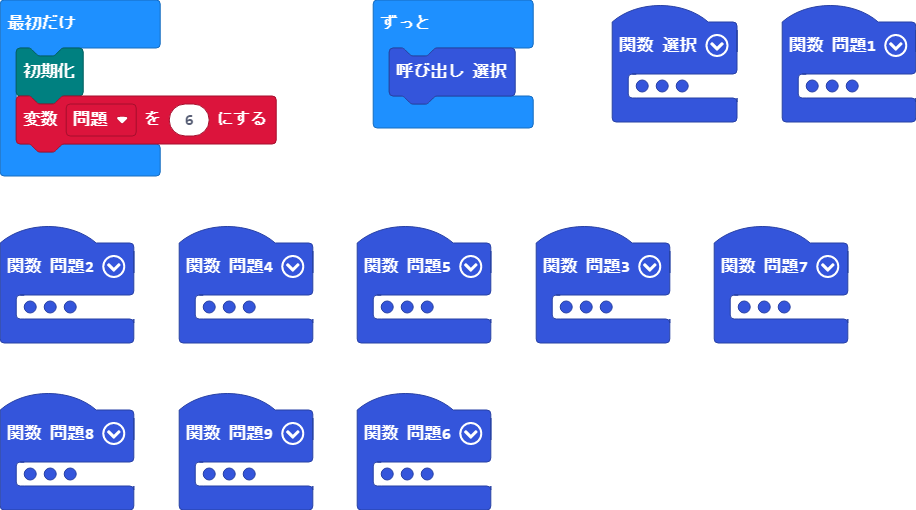 最初だけ
初期化
変数 問題 を 6 にする
ずっと
呼び出し 選択
関数 選択
関数 問題1
関数 問題2
関数 問題4
関数 問題5
関数 問題3
関数 問題7
関数 問題8
関数 問題9
関数 問題6